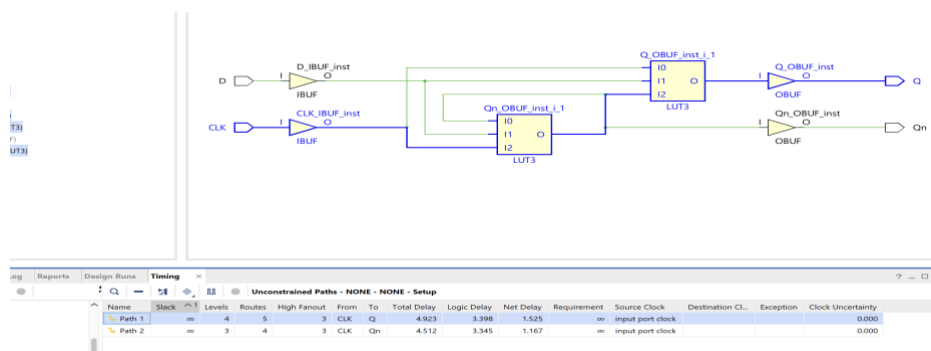 Q_OBUF_inst_i_1
D_IBUF_inst
I0
Q_OBUF_inst
D
I
O
I1
O
I
O
Q
IBUF
I2
OBUF
LUT3
CLK_IBUF_inst
Qn_OBUF_inst_i_1
Qn_OBUF_inst
CLK
I
O
I0
I
O
Qn
IBUF
I1
O
OBUF
I2
LUT3
T3)
F)
UT3)
Log Reports Design Runs Timing
Unconstrained Paths - NONE - NONE - Setup
Name Slack 1 Levels Routes High Fanout From To Total Delay Logic Delay Net Delay Requirement Source Clock Destination Cl... Exception Clock Uncertainty
Path 1 ∞ 4 5 3 CLK Q 4.923 3.398 1.525 ∞ input port clock 0.000
Path 2 ∞ 3 4 3 CLK Qn 4.512 3.345 1.167 ∞ input port clock 0.000